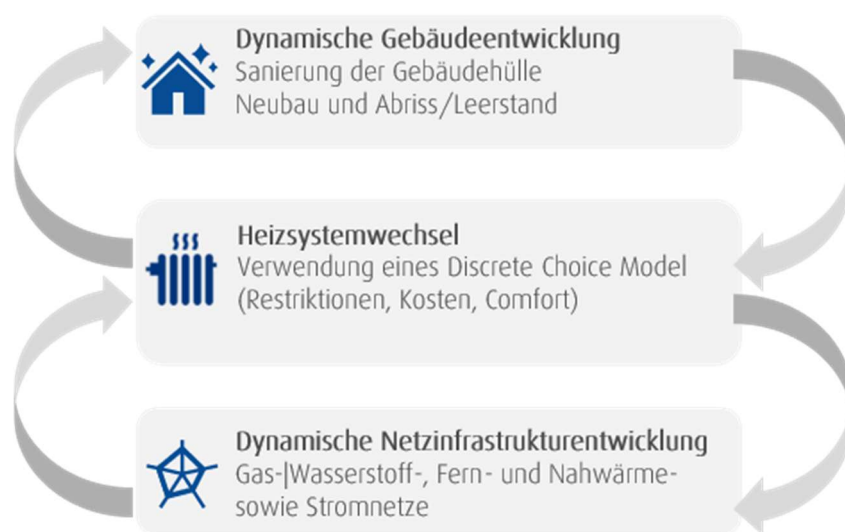 Dynamische Gebäudeentwicklung
Sanierung der Gebäudehülle
Neubau und Abriss/Leerstand
Heizsystemwechsel
Verwendung eines Discrete Choice Model
(Restriktionen, Kosten, Comfort)
Dynamische Netzinfrastrukturentwicklung
Gas-|Wasserstoff-, Fern- und Nahwärme-
sowie Stromnetze